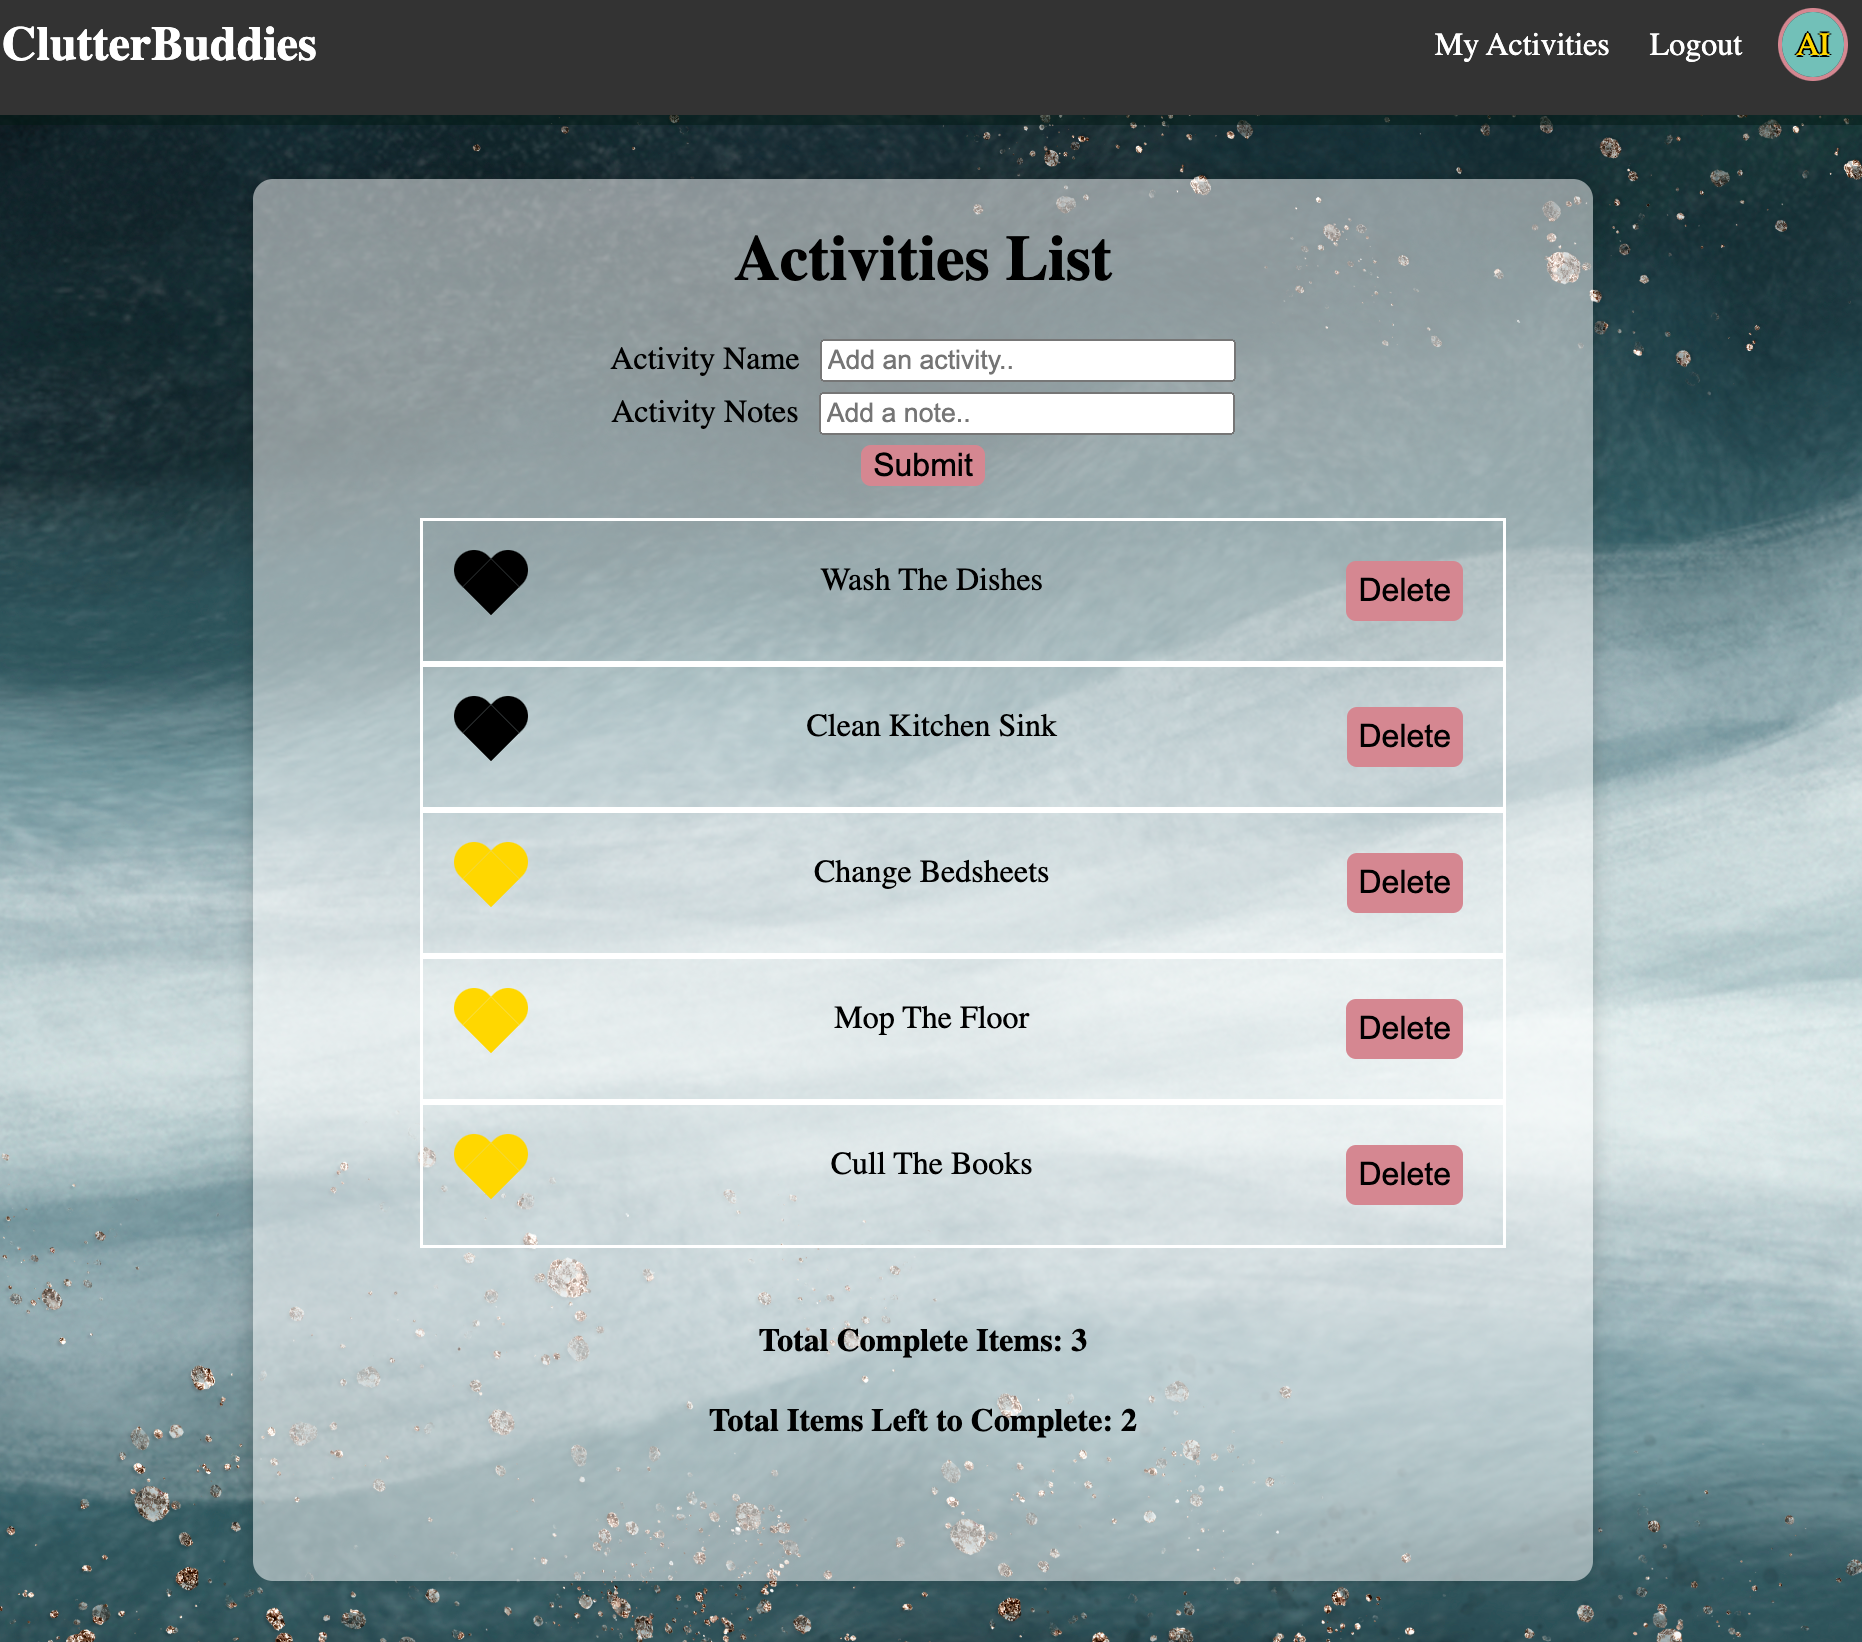 ClutterBuddies
My Activities
Logout
AI
Activities List
Activity Name
Add an activity..
Activity Notes
Add a note..
Submit
Wash The Dishes
Delete
Clean Kitchen Sink
Delete
Change Bedsheets
Delete
Mop The Floor
Delete
Cull The Books
Delete
Total Complete Items: 3
Total Items Left to Complete: 2